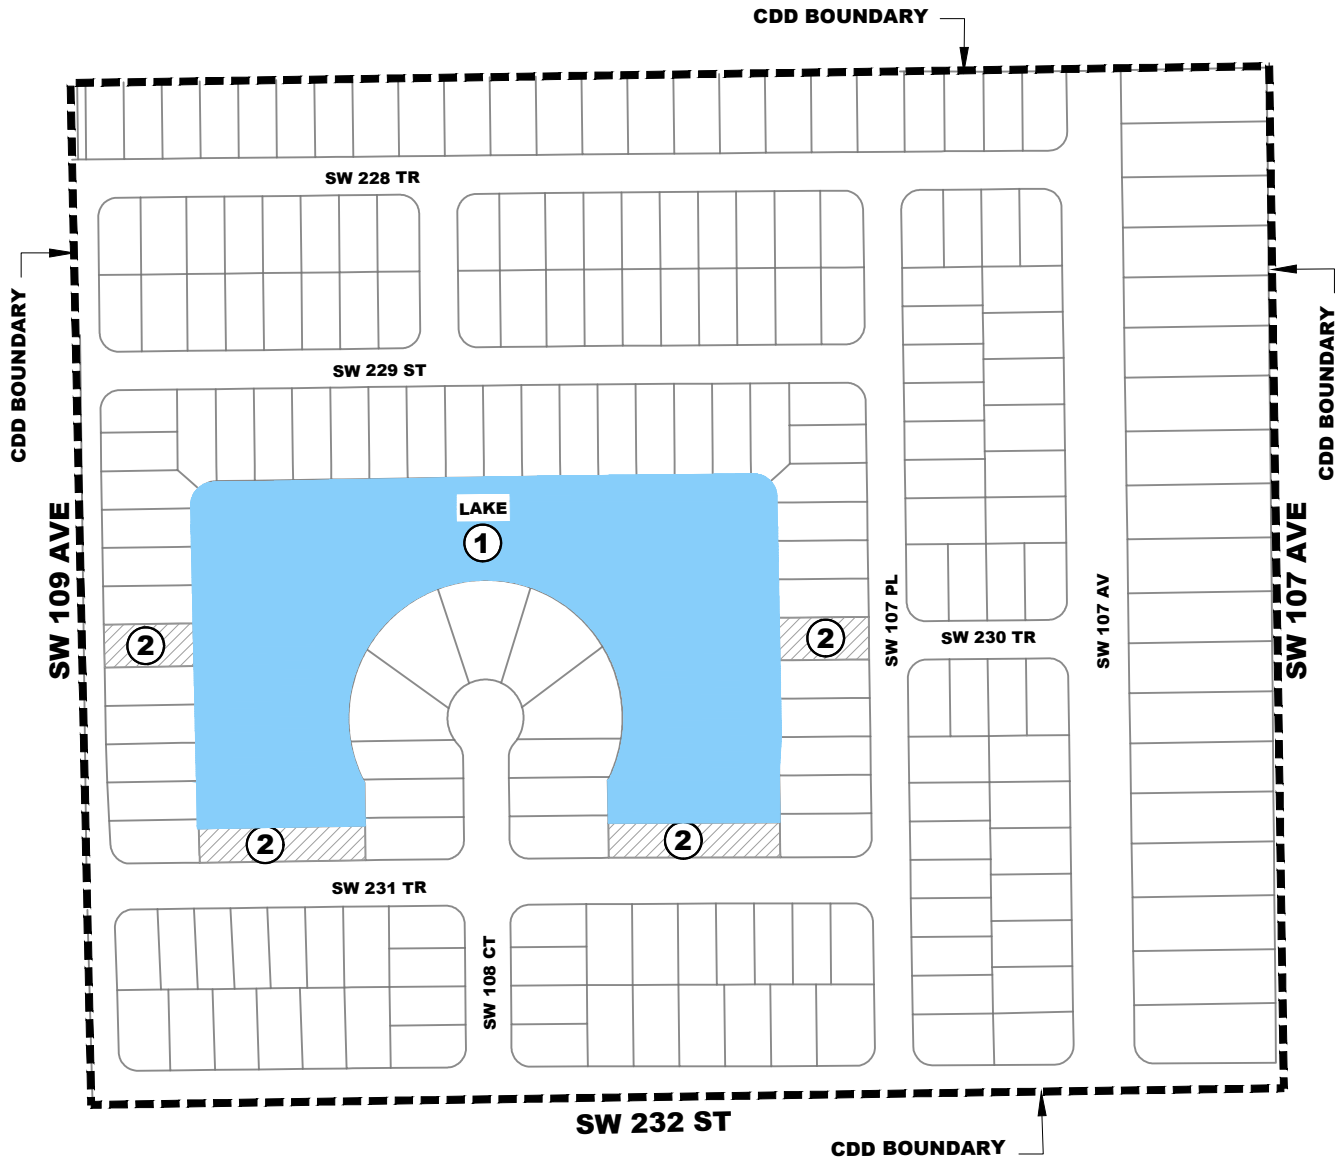 CDD BOUNDARY
SW 228 TR
CDD BOUNDARY
CDD BOUNDARY
SW 229 ST
LAKE
1
SW 109 AVE
SW 107 PL
SW 107 AV
SW 107 AVE
2
2
SW 230 TR
2
2
SW 231 TR
SW 108 CT
SW 232 ST
CDD BOUNDARY